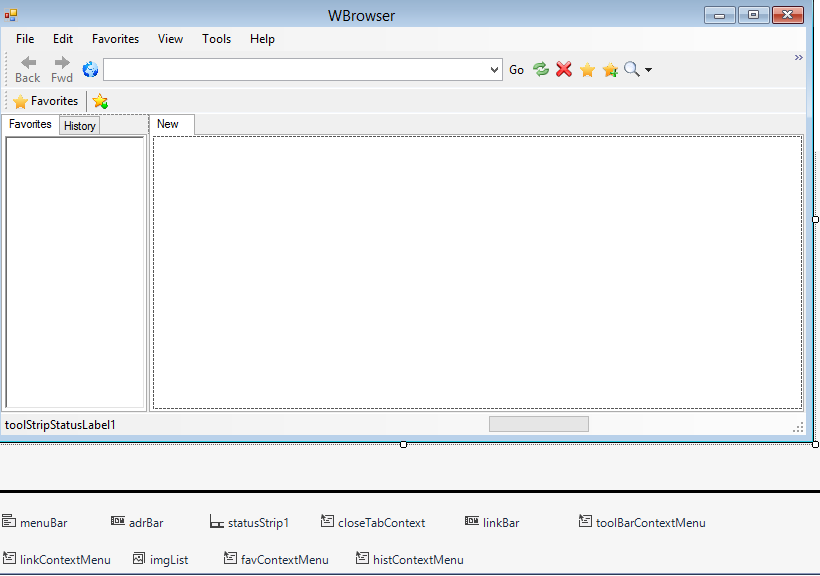 WBrowser
File Edit Favorites View Tools Help
Back Fwd Go
Favorites
Favorites History New
toolStripStatusLabel1
menuBar adrBar statusStrip1 closeTabContext linkBar toolBarContextMenu
linkContextMenu imgList favContextMenu histContextMenu